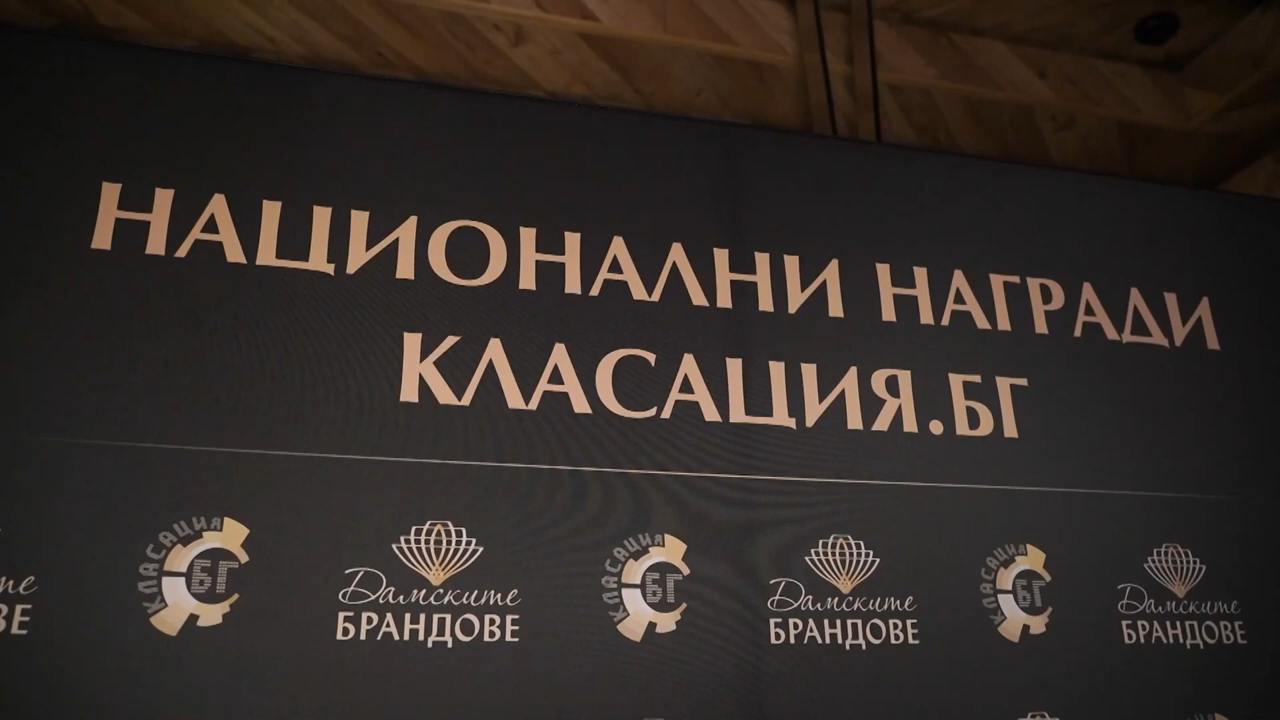 НАЦИОНАЛНИ НАГРАДИ
КЛАСАЦИЯ.БГ
КЛАСАЦИЯ
БГ
Дамските
БРАНДОВЕ
КЛАСАЦИЯ
БГ
Дамските
БРАНДОВЕ
КЛАСАЦИЯ
БГ
Дамските
БРАНДОВЕ